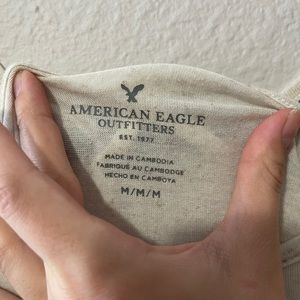 AMERICAN EAGLE
OUTFITTERS
EST. 1977
MADE IN CAMBODIA
FABRIQUÉ AU CAMBODGE
HECHO EN CAMBOYA
M/M/M